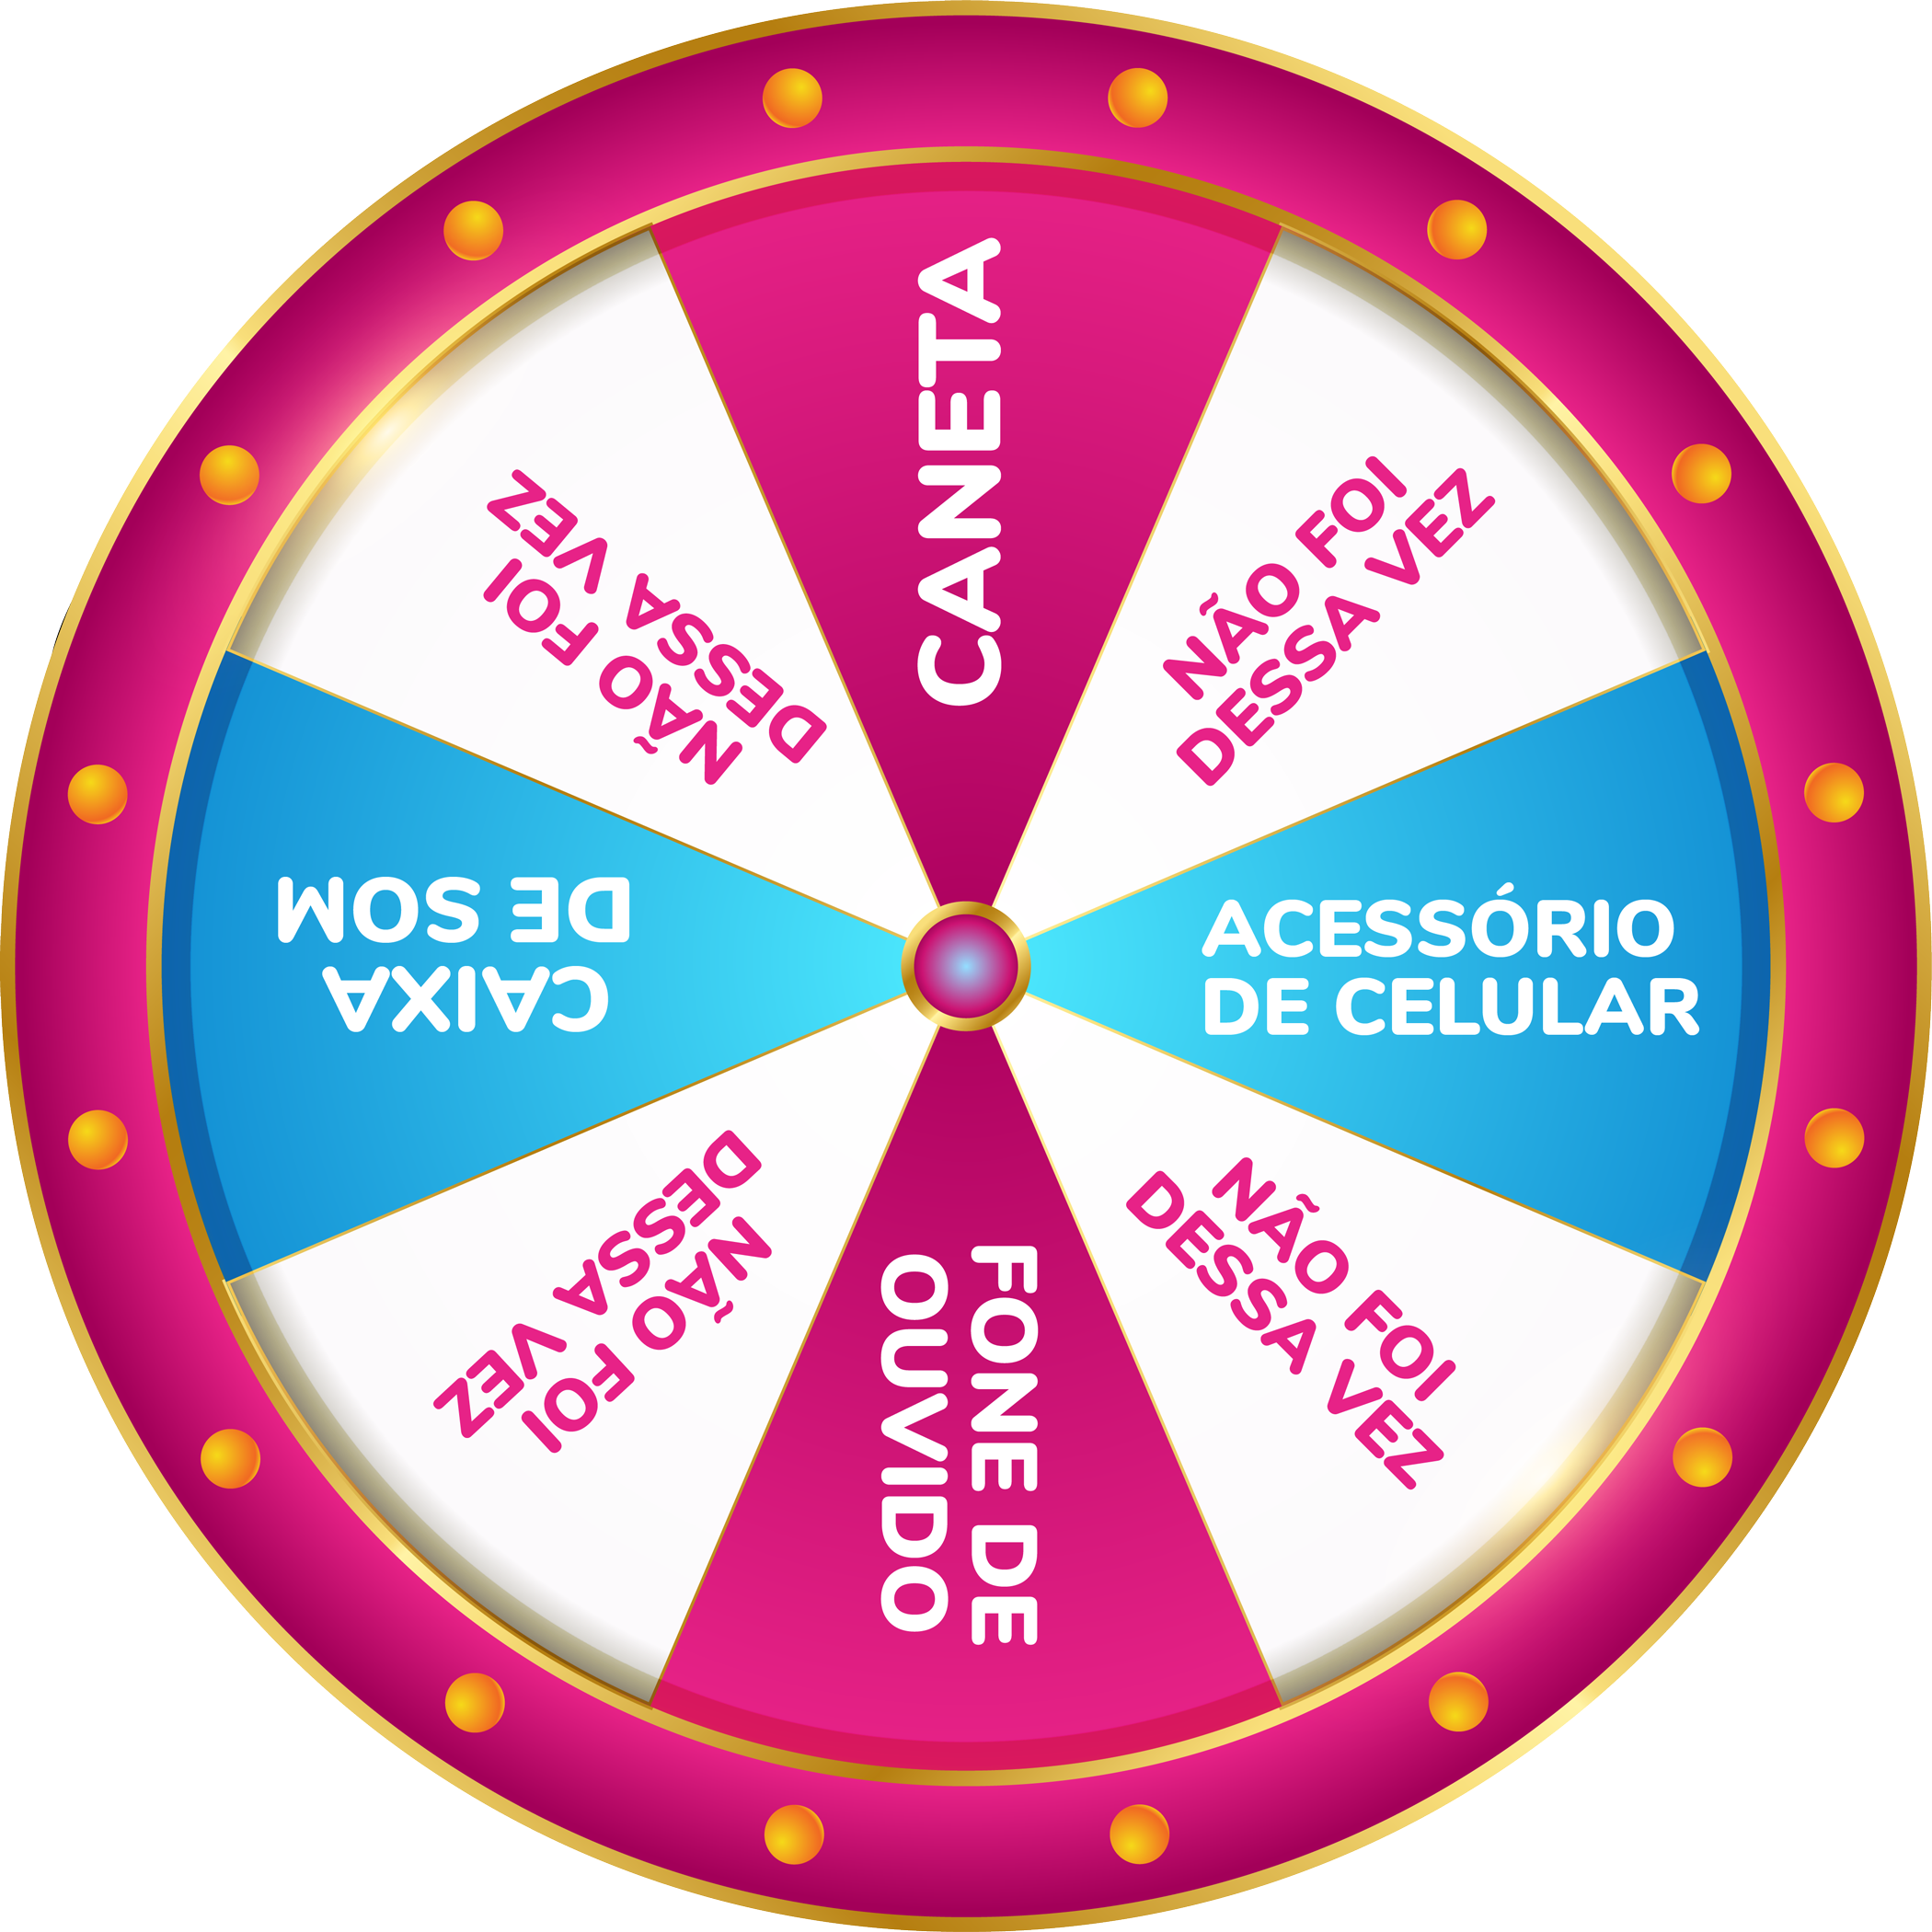 CANETA
NÃO FOI
DESSA VEZ
ACESSÓRIO
DE CELULAR
NÃO FOI
DESSA VEZ
FONE DE
OUVIDO
NÃO FOI
DESSA VEZ
CAIXA
DE SOM
NÃO FOI
DESSA VEZ